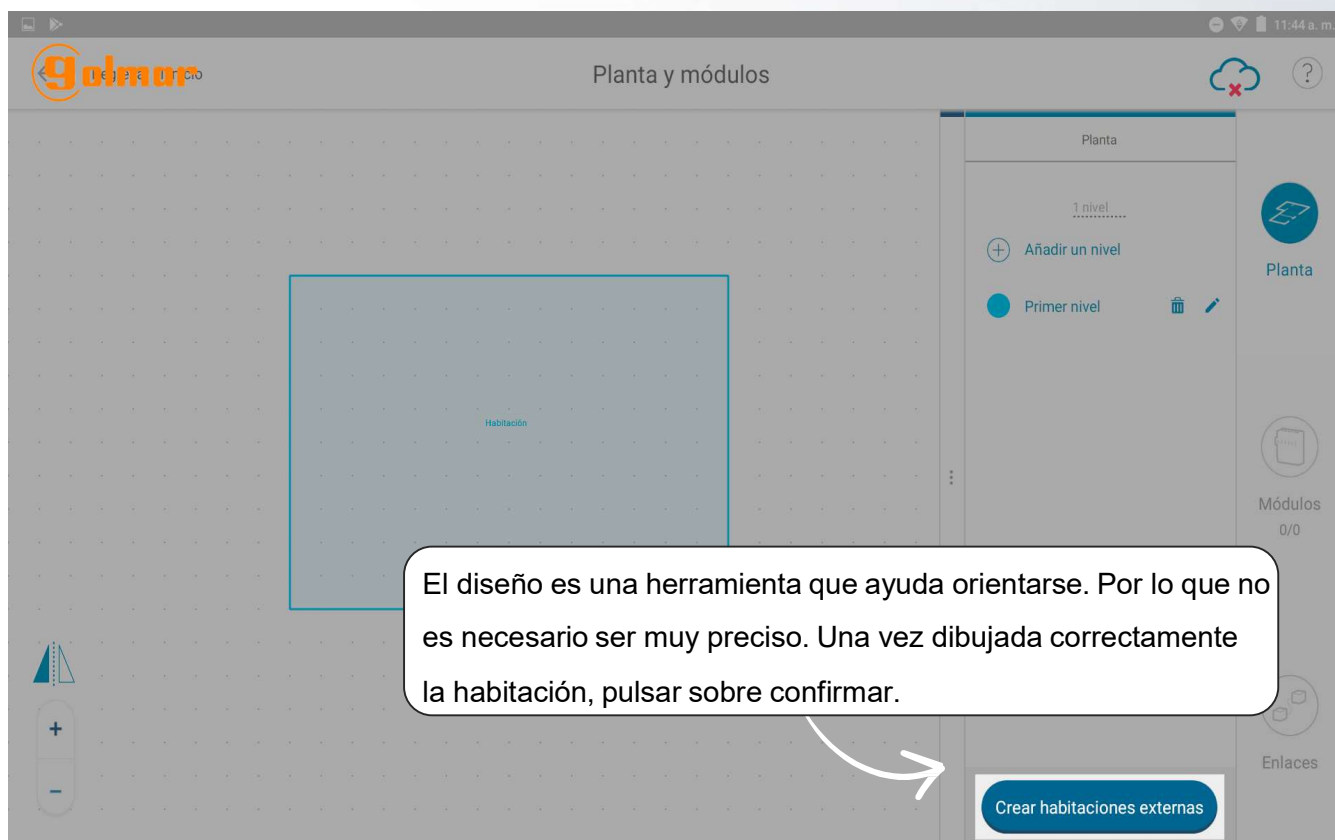 11:44 a. m.
golmar
Planta y módulos
?
Planta
1 nivel
Añadir un nivel
Planta
Primer nivel
Habitación
Módulos
0/0
El diseño es una herramienta que ayuda orientarse. Por lo que no
es necesario ser muy preciso. Una vez dibujada correctamente
la habitación, pulsar sobre confirmar.
+
Enlaces
−
Crear habitaciones externas